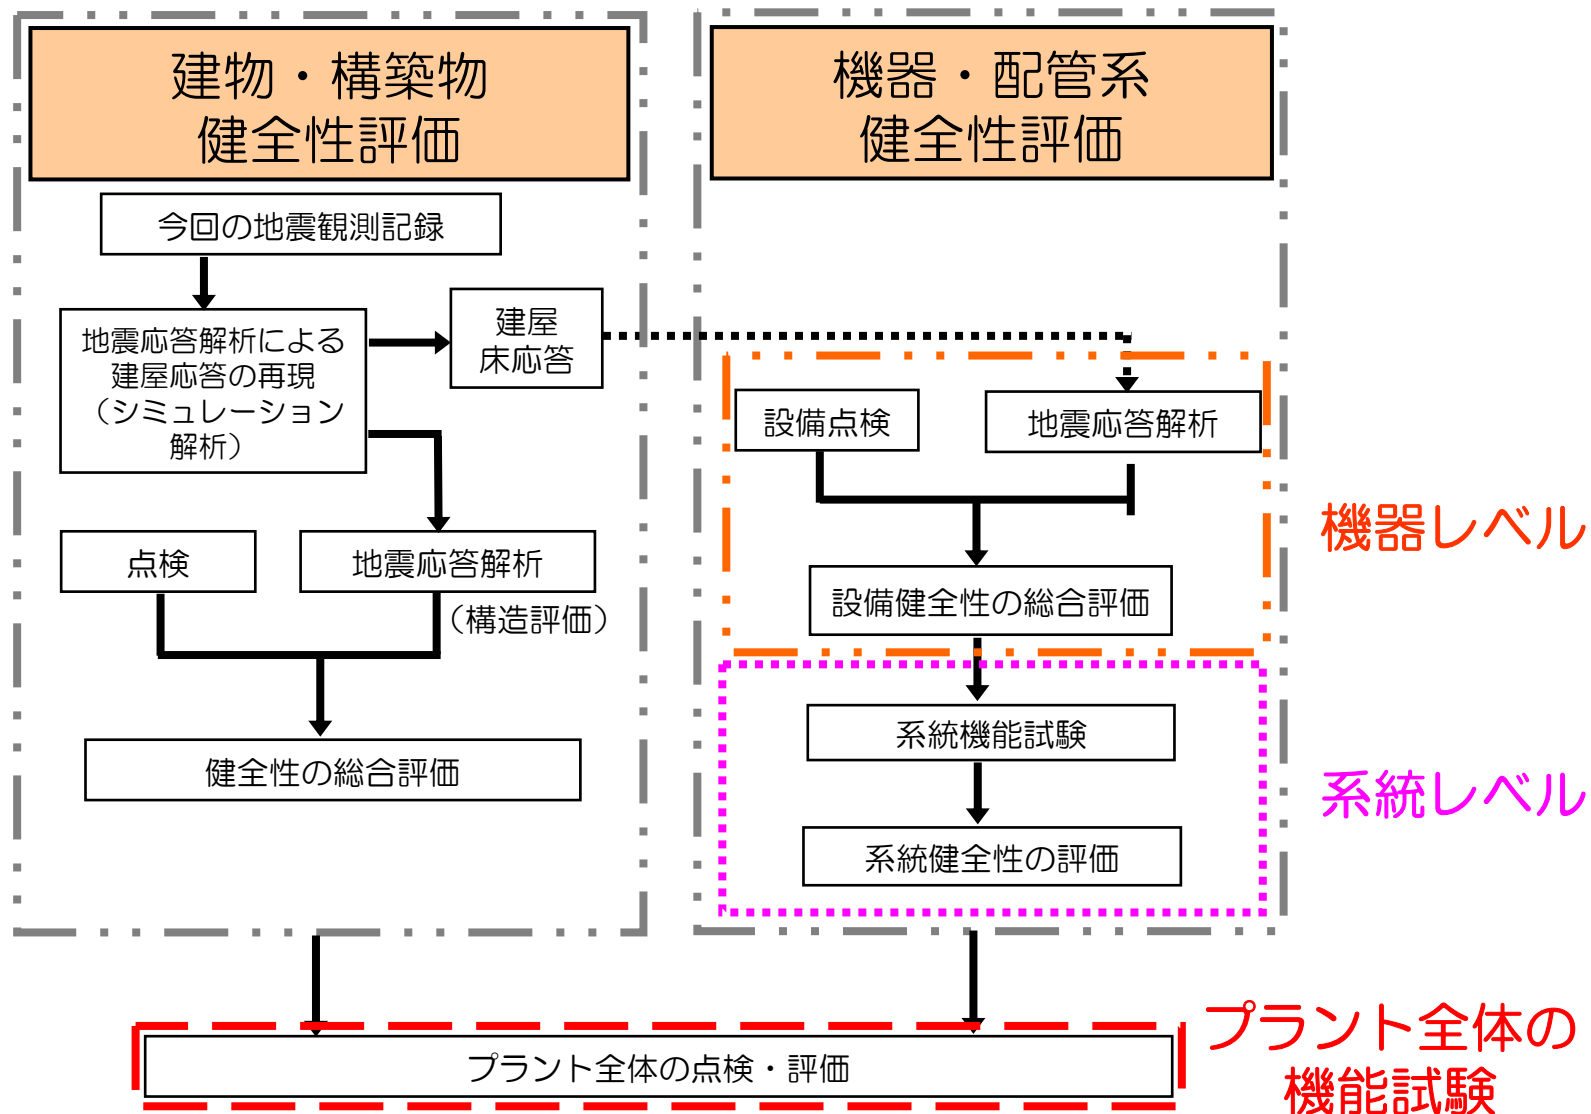 建物・構築物
健全性評価
今回の地震観測記録
地震応答解析による
建屋応答の再現
（シミュレーション
解析）
建屋
床応答
点検
地震応答解析
（構造評価）
健全性の総合評価
機器・配管系
健全性評価
設備点検
地震応答解析
設備健全性の総合評価
機器レベル
系統機能試験
系統健全性の評価
系統レベル
プラント全体の点検・評価
プラント全体の
機能試験